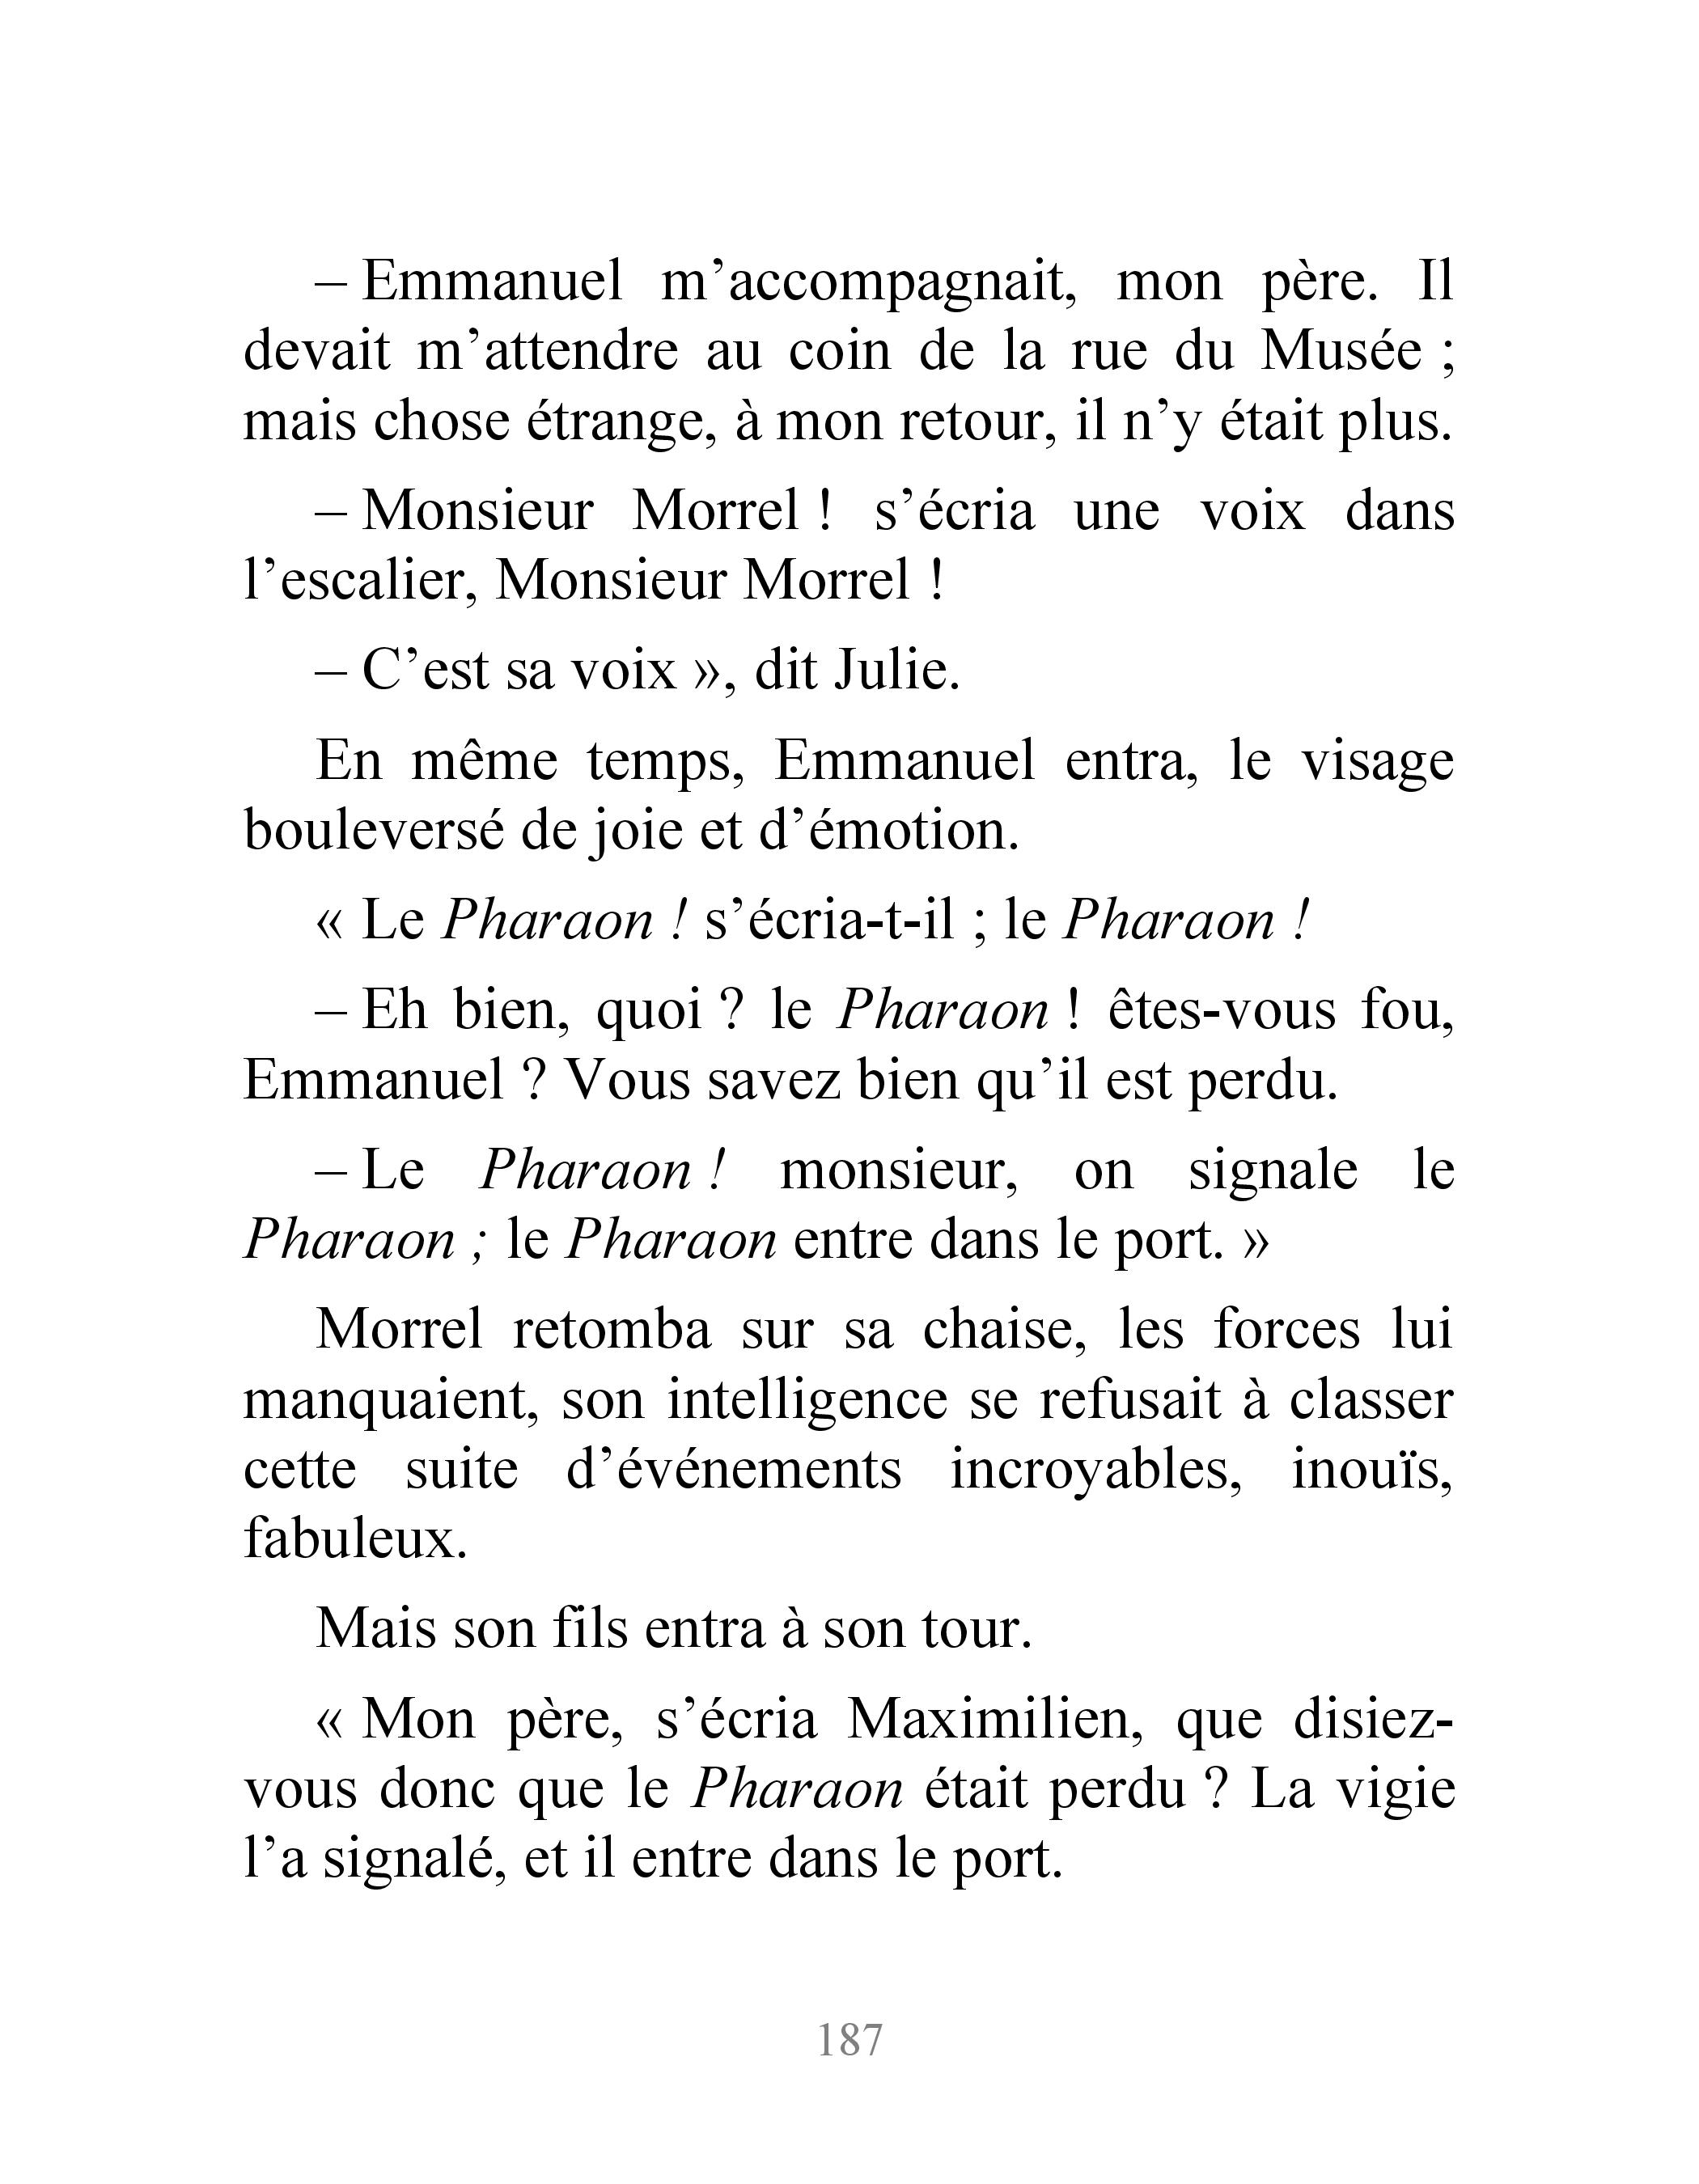 – Emmanuel m’accompagnait, mon père. Il
devait m’attendre au coin de la rue du Musée ;
mais chose étrange, à mon retour, il n’y était plus.
– Monsieur Morrel ! s’écria une voix dans
l’escalier, Monsieur Morrel !
– C’est sa voix », dit Julie.
En même temps, Emmanuel entra, le visage
bouleversé de joie et d’émotion.
« Le Pharaon ! s’écria-t-il ; le Pharaon !
– Eh bien, quoi ? le Pharaon ! êtes-vous fou,
Emmanuel ? Vous savez bien qu’il est perdu.
– Le Pharaon ! monsieur, on signale le
Pharaon ; le Pharaon entre dans le port. »
Morrel retomba sur sa chaise, les forces lui
manquaient, son intelligence se refusait à classer
cette suite d’événements incroyables, inouïs,
fabuleux.
Mais son fils entra à son tour.
« Mon père, s’écria Maximilien, que disiez-
vous donc que le Pharaon était perdu ? La vigie
l’a signalé, et il entre dans le port.
187